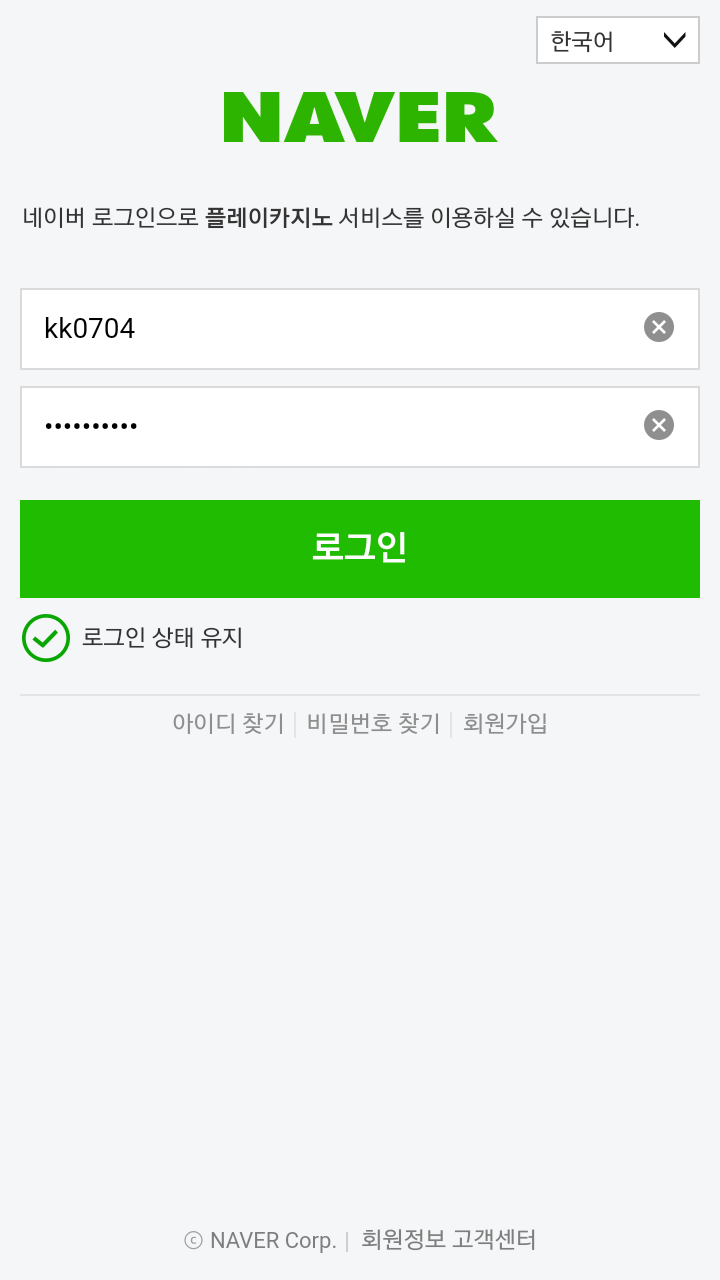 한국어
NAVER
네이버 로그인으로 플레이카지노 서비스를 이용하실 수 있습니다.
kk0704
••••••••••
로그인
로그인 상태 유지
아이디 찾기 | 비밀번호 찾기 | 회원가입
ⓒ NAVER Corp. | 회원정보 고객센터